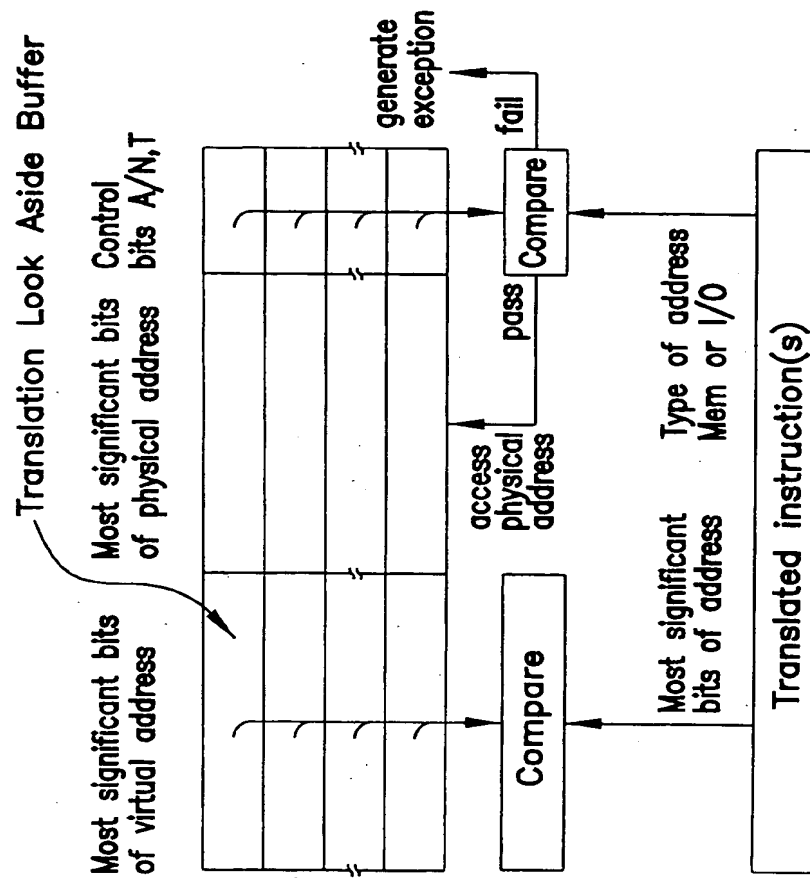 Translation Look Aside Buffer
Most significant bits
of virtual address
Most significant bits
of physical address
Control
bits A/N,T
Compare
access
physical
address
pass
Compare
fail
generate
exception
Most significant
bits of address
Type of address
Mem or I/O
Translated instruction(s)